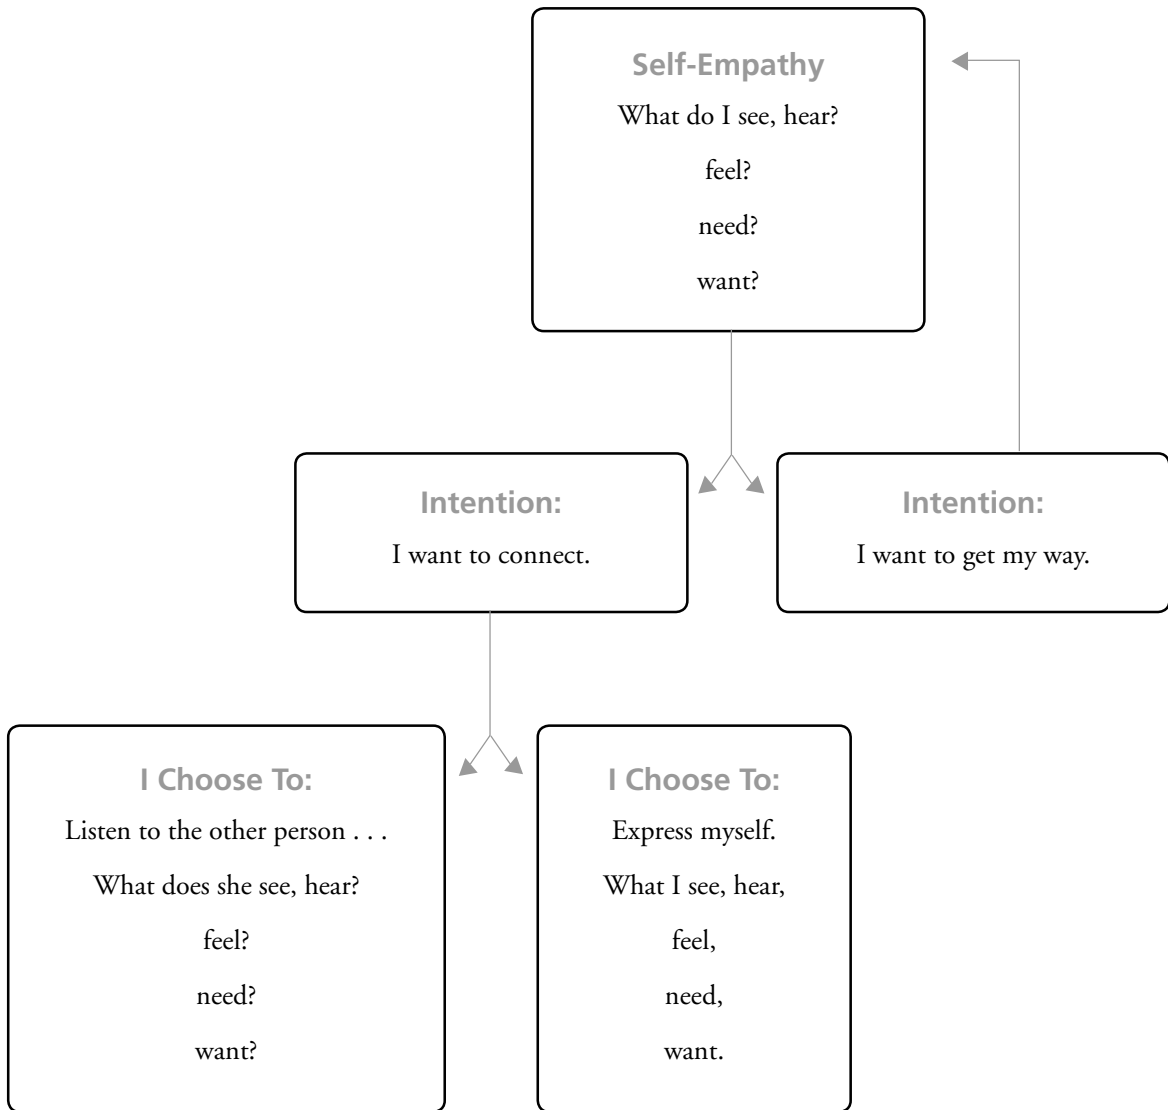 Self-Empathy
What do I see, hear?
feel?
need?
want?
Intention:
I want to connect.
Intention:
I want to get my way.
I Choose To:
Listen to the other person . . .
What does she see, hear?
feel?
need?
want?
I Choose To:
Express myself.
What I see, hear,
feel,
need,
want.